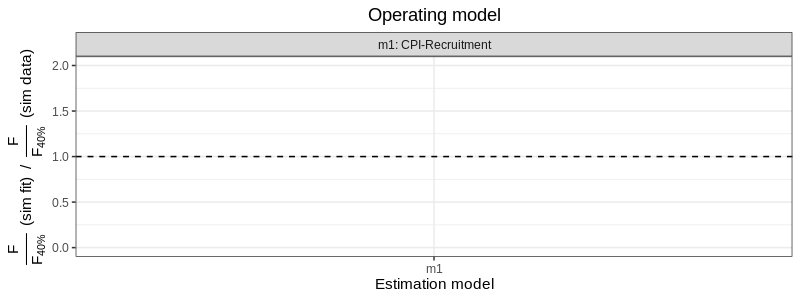 Operating model
m1: CPI-Recruitment
F/F40% (sim fit) / F/F40% (sim data)
2.0
1.5
1.0
0.5
0.0
m1
Estimation model